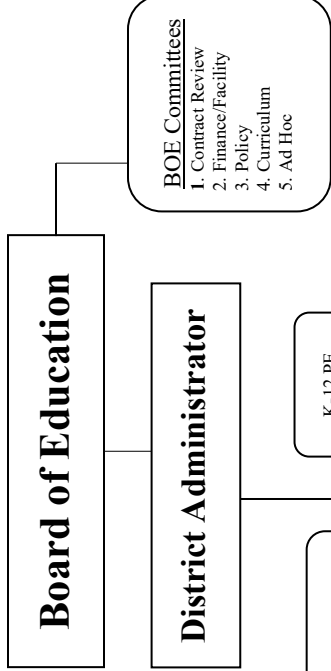 Board of Education
BOE Committees
1. Contract Review
2. Finance/Facility
3. Policy
4. Curriculum
5. Ad Hoc
District Administrator
K-12 PE